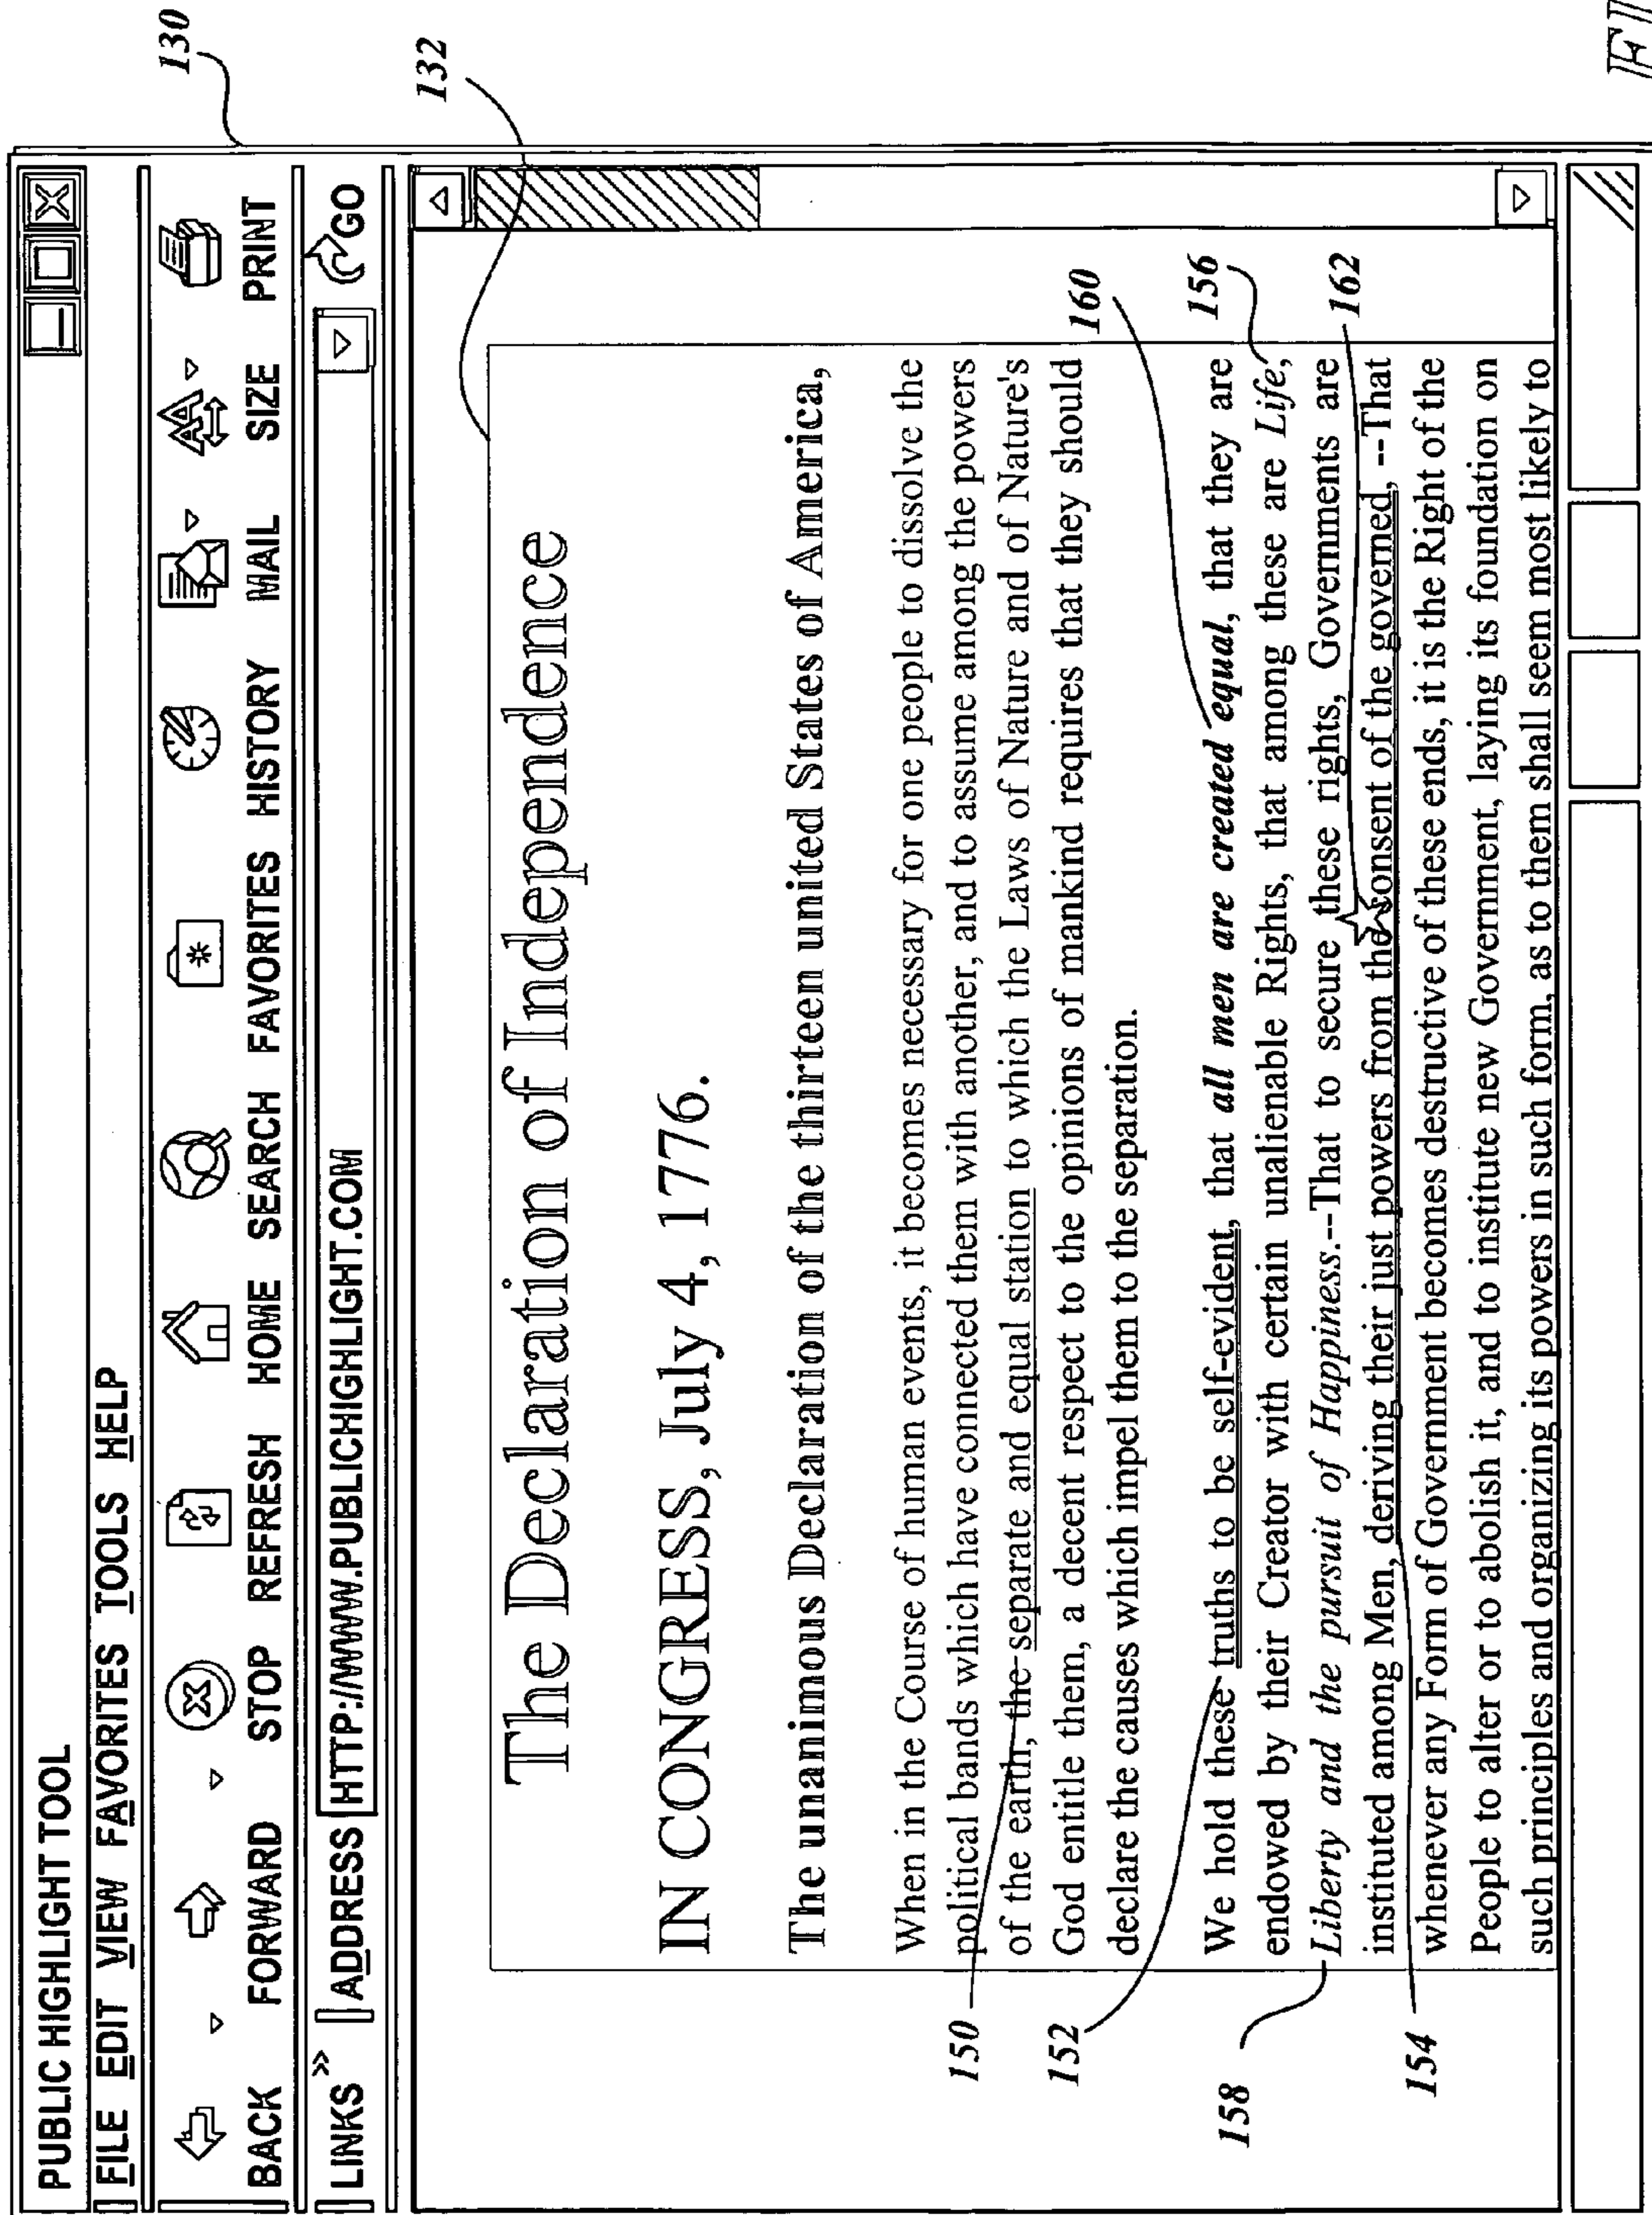 PUBLIC HIGHLIGHT TOOL
FILE EDIT VIEW FAVORITES TOOLS HELP
BACK FORWARD STOP REFRESH HOME SEARCH FAVORITES HISTORY MAIL SIZE PRINT
130
LINKS >> ADDRESS HTTP://WWW.PUBLICHIGHLIGHT.COM GO
132
The Declaration of Independence
IN CONGRESS, July 4, 1776.
The unanimous Declaration of the thirteen united States of America,
When in the Course of human events, it becomes necessary for one people to dissolve the
political bands which have connected them with another, and to assume among the powers
150
of the earth, the separate and equal station to which the Laws of Nature and of Nature's
God entitle them, a decent respect to the opinions of mankind requires that they should
152
160
declare the causes which impel them to the separation.
We hold these truths to be self-evident, that all men are created equal, that they are
156
endowed by their Creator with certain unalienable Rights, that among these are Life,
158
Liberty and the pursuit of Happiness.--That to secure these rights, Governments are
162
instituted among Men, deriving their just powers from the consent of the governed, --That
154
whenever any Form of Government becomes destructive of these ends, it is the Right of the
People to alter or to abolish it, and to institute new Government, laying its foundation on
such principles and organizing its powers in such form, as to them shall seem most likely to